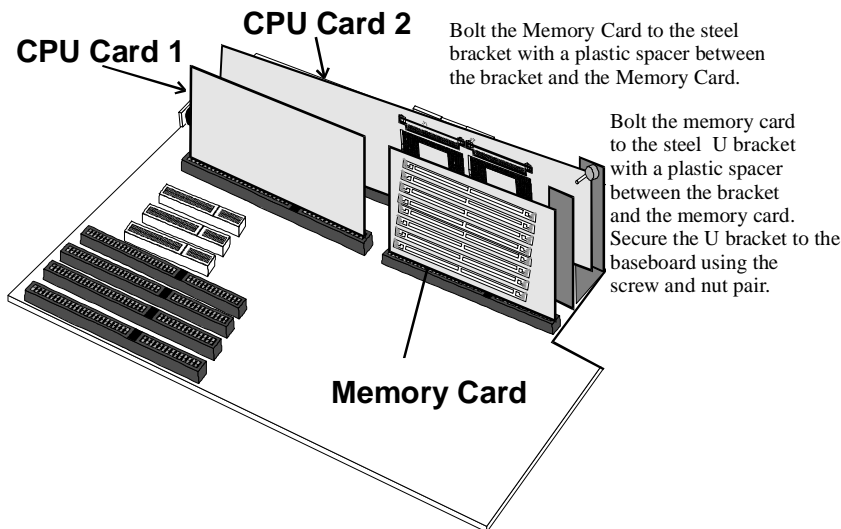 CPU Card 2
CPU Card 1
Bolt the Memory Card to the steel
bracket with a plastic spacer between
the bracket and the Memory Card.
Bolt the memory card
to the steel U bracket
with a plastic spacer
between the bracket
and the memory card.
Secure the U bracket to the
baseboard using the
screw and nut pair.
Memory Card